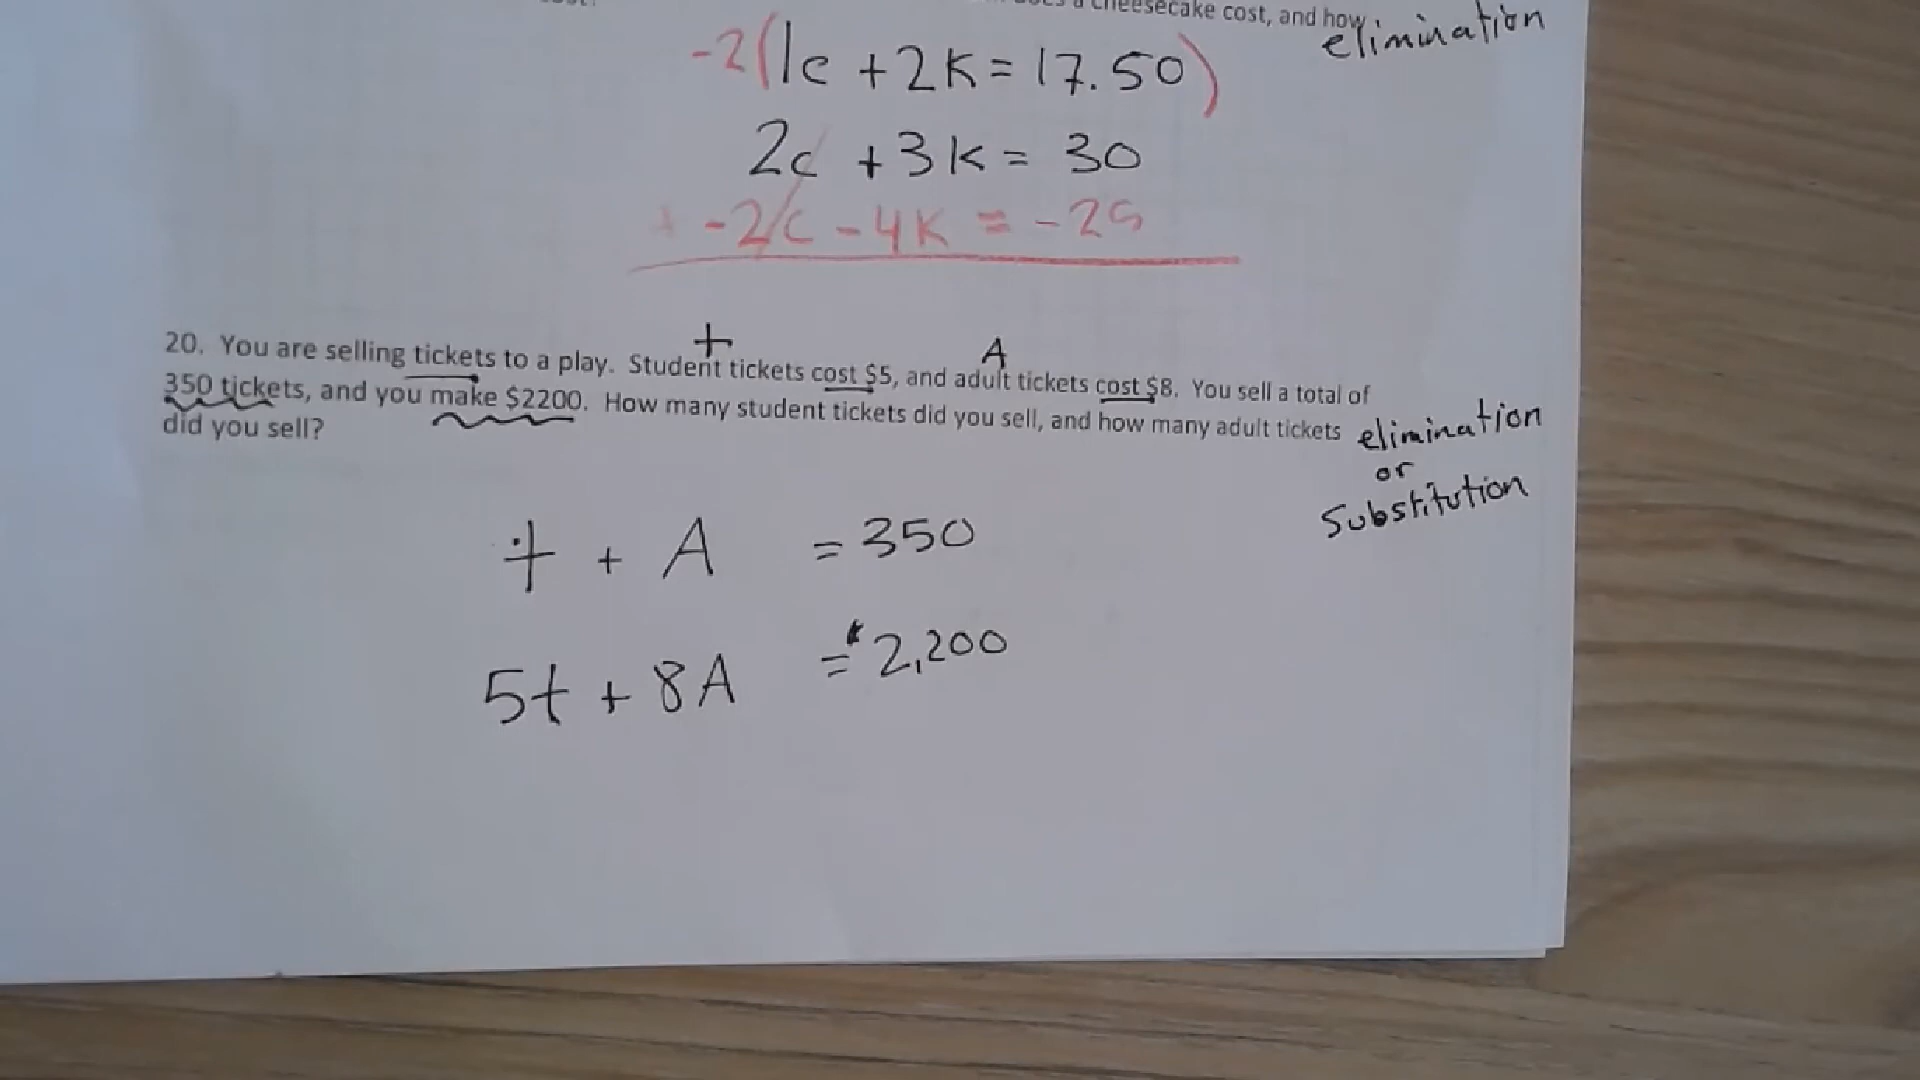 a cheesecake cost, and how
elimination
-2(1c + 2K = 17.50)
2c + 3K = 30
+ -2c - 4K = -
t
A
20. You are selling tickets to a play. Student tickets cost $5, and adult tickets cost $8. You sell a total of
350 tickets, and you make $2200. How many student tickets did you sell, and how many adult tickets
did you sell?
elimination
or
Substitution
t + A = 350
5t + 8A = 2,200